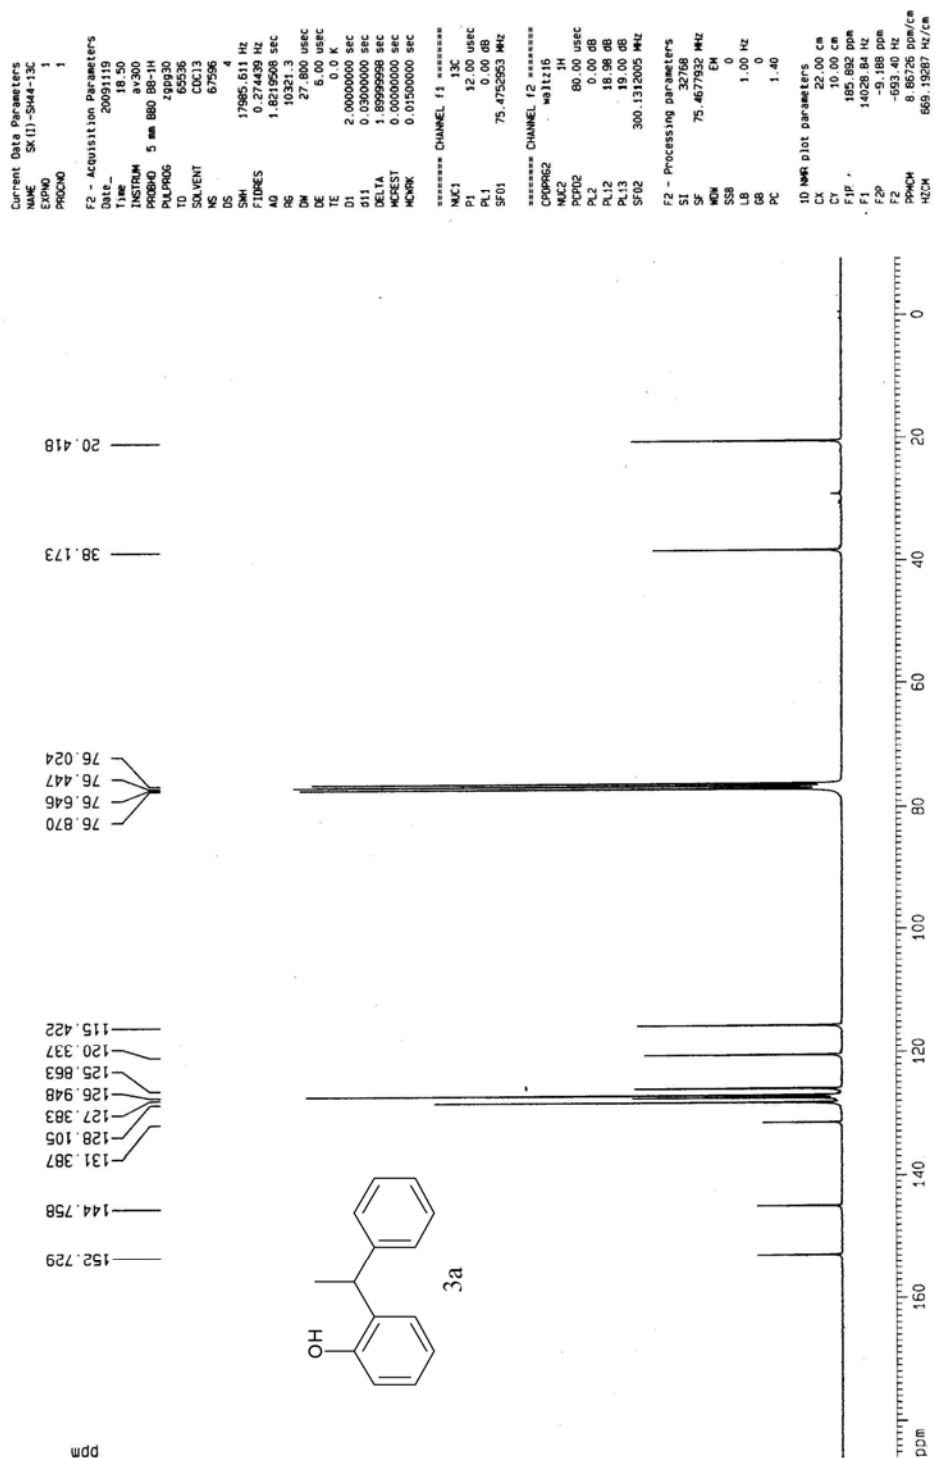 Current Data Parameters
NAME SK(I)-SH44-13C
EXPNO 1
PROCNO 1
F2 - Acquisition Parameters
Date_ 20091119
Time 18.50
INSTRUM av300
PROBHD 5 mm BBO BB-1H
PULPROG zgpg30
TD 65536
SOLVENT CDCl3
NS 67596
DS 4
SWH 17985.611 Hz
FIDRES 0.274439 Hz
AQ 1.8219508 sec
RG 10321.3
DW 27.800 usec
DE 6.00 usec
TE 0.0 K
D1 2.00000000 sec
d11 0.03000000 sec
DELTA 1.89999998 sec
MCREST 0.00000000 sec
MCWRK 0.01500000 sec
======== CHANNEL f1 ========
NUC1 13C
P1 12.00 usec
PL1 0.00 dB
SFO1 75.4752953 MHz
======== CHANNEL f2 ========
CPDPRG2 waltz16
NUC2 1H
PCPD2 80.00 usec
PL2 0.00 dB
PL12 18.98 dB
PL13 19.00 dB
SFO2 300.1312005 MHz
F2 - Processing parameters
SI 32768
SF 75.4677932 MHz
WDW EM
SSB 0
LB 1.00 Hz
GB 0
PC 1.40
1D NMR plot parameters
CX 22.00 cm
CY 10.00 cm
F1P 185.892 ppm
F1 14028.84 Hz
F2P -9.188 ppm
F2 -693.40 Hz
PPMCM 8.86726 ppm/cm
HZCM 669.19287 Hz/cm
ppm
152.729
144.758
131.387
128.105
127.383
126.948
125.863
120.337
115.422
76.870
76.646
76.447
76.024
38.173
20.418
OH
3a
ppm 160 140 120 100 80 60 40 20 0